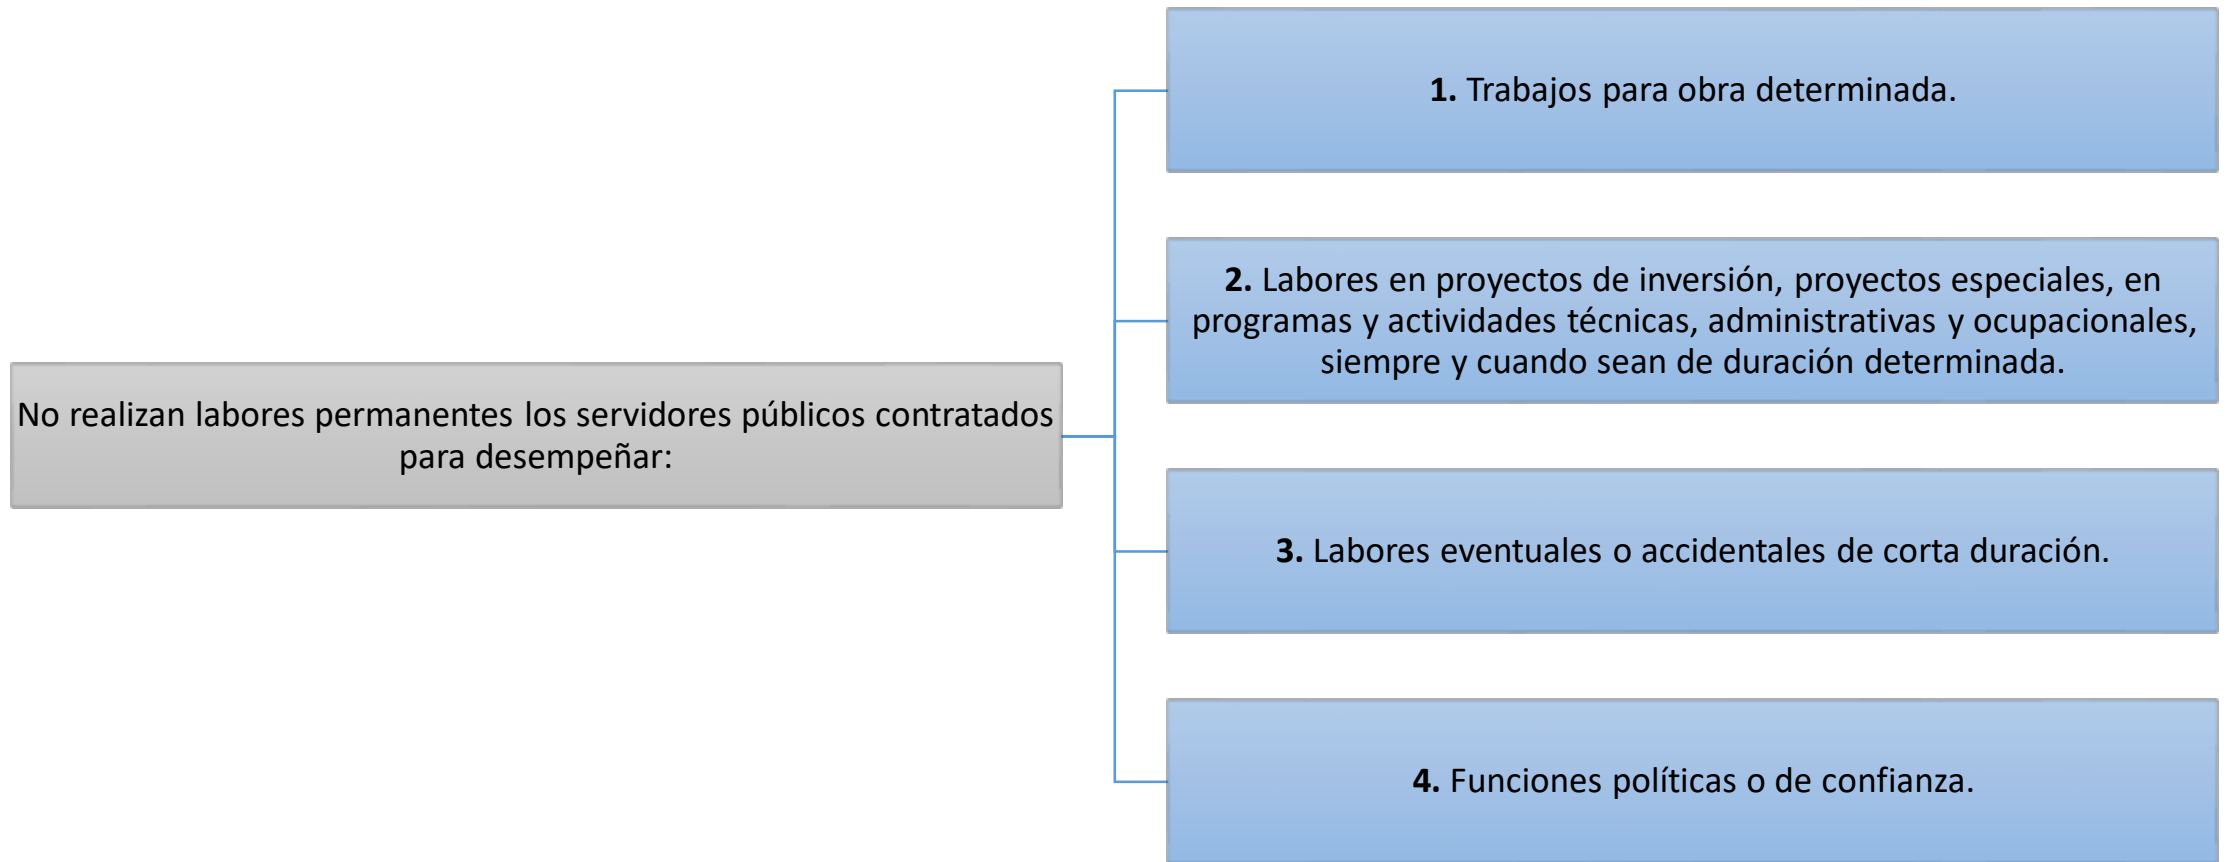 No realizan labores permanentes los servidores públicos contratados
para desempeñar:
1. Trabajos para obra determinada.
2. Labores en proyectos de inversión, proyectos especiales, en
programas y actividades técnicas, administrativas y ocupacionales,
siempre y cuando sean de duración determinada.
3. Labores eventuales o accidentales de corta duración.
4. Funciones políticas o de confianza.